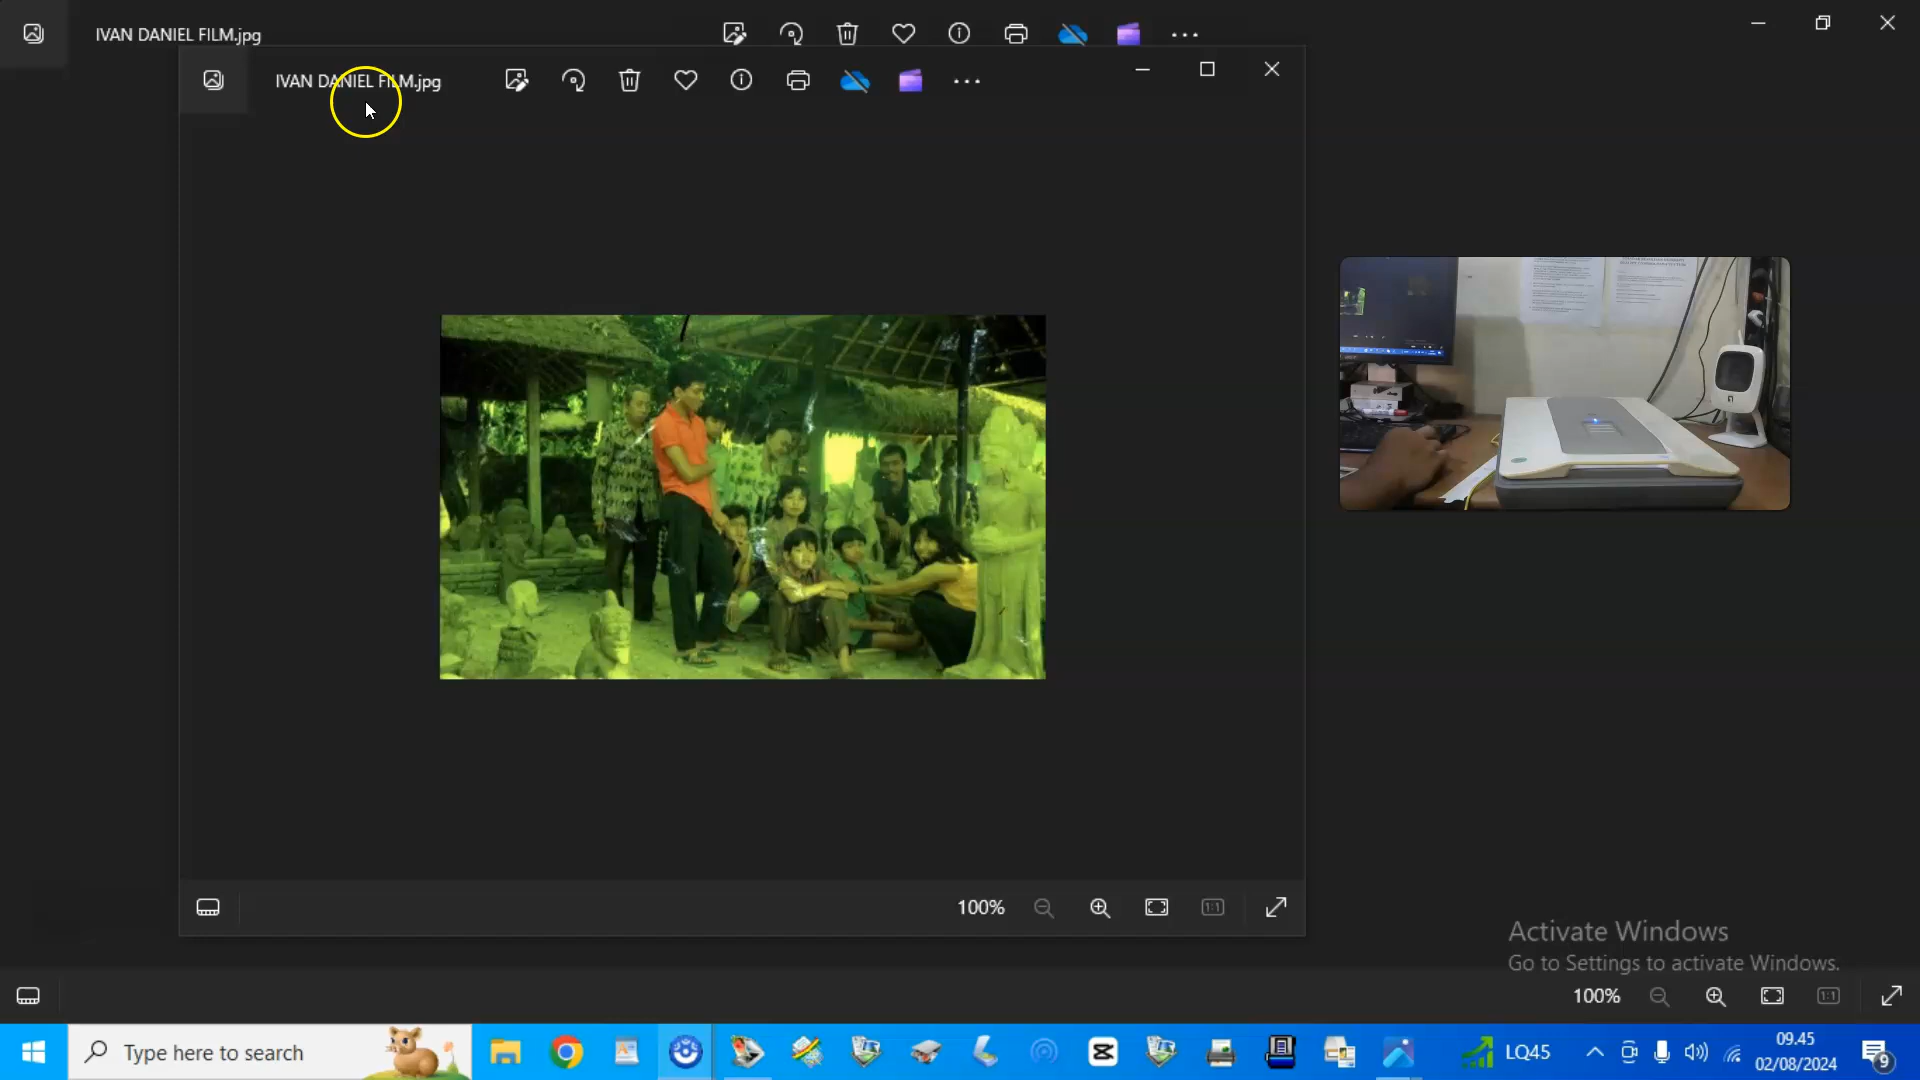 IVAN DANIEL FILM.jpg
IVAN DANIEL FILM.jpg
100%
Activate Windows
Go to Settings to activate Windows.
100%
Type here to search
LQ45
09.45
02/08/2024
9